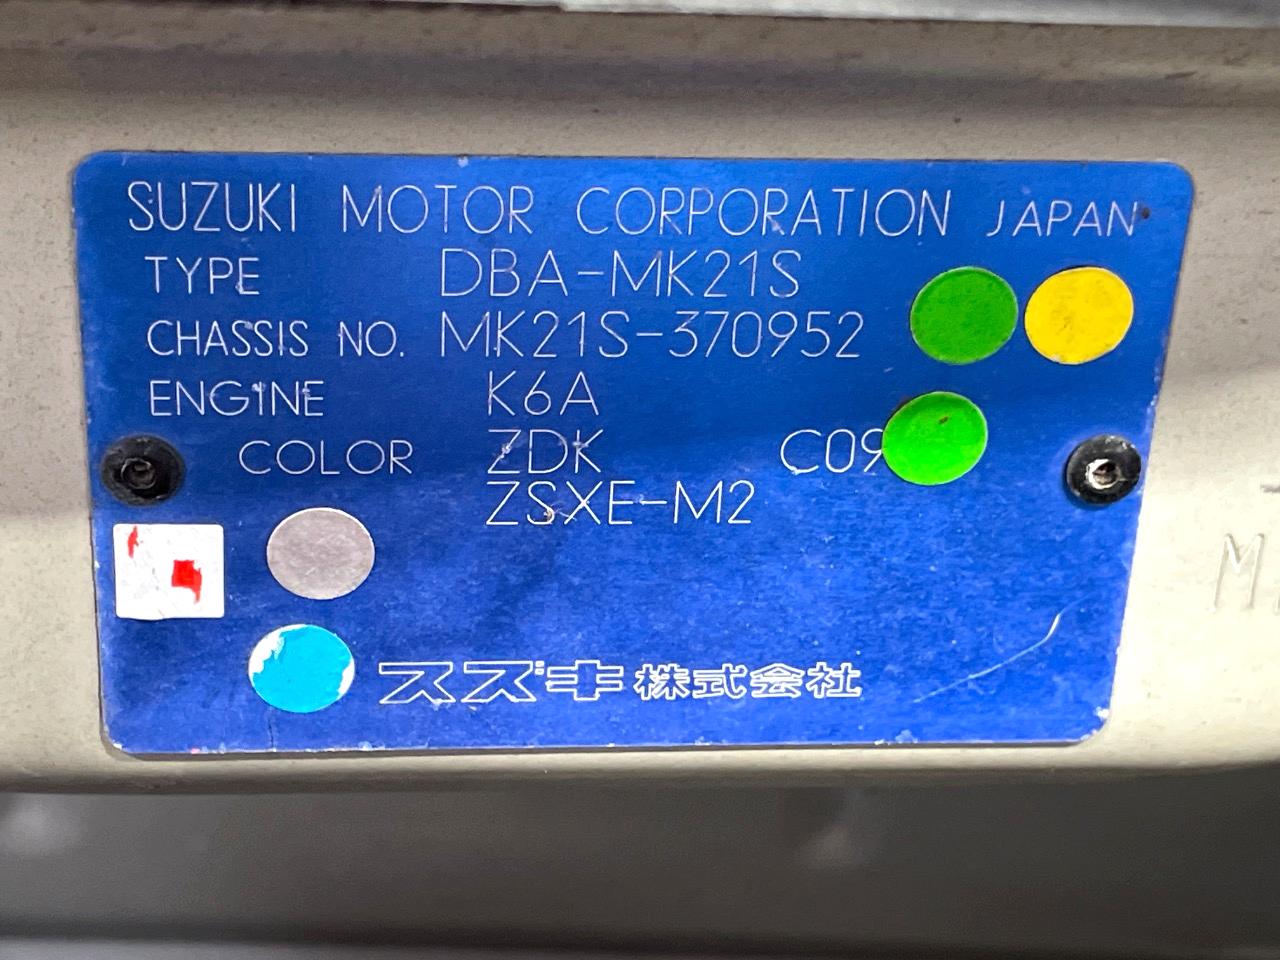 SUZUKI MOTOR CORPORATION JAPAN
TYPE DBA-MK21S
CHASSIS NO. MK21S-370952
ENGINE K6A
COLOR ZDK C09
ZSXE-M2
スズキ株式会社